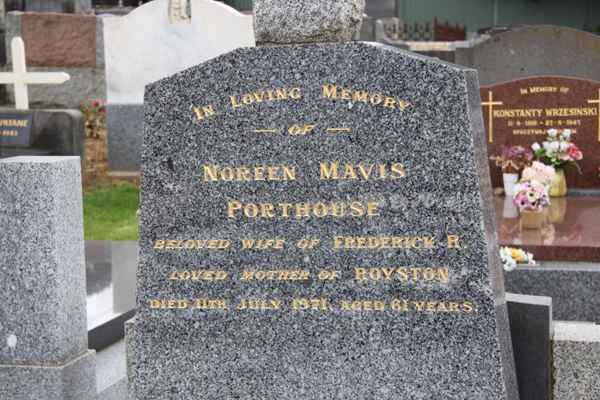 IN LOVING MEMORY
OF
NOREEN MAVIS
PORTHOUSE
BELOVED WIFE OF FREDERICK R.
LOVED MOTHER OF ROYSTON
DIED 11TH JULY 1971, AGED 61 YEARS.
IN MEMORY OF
KONSTANTY WRZESINSKI
SPOCZYWAJ W